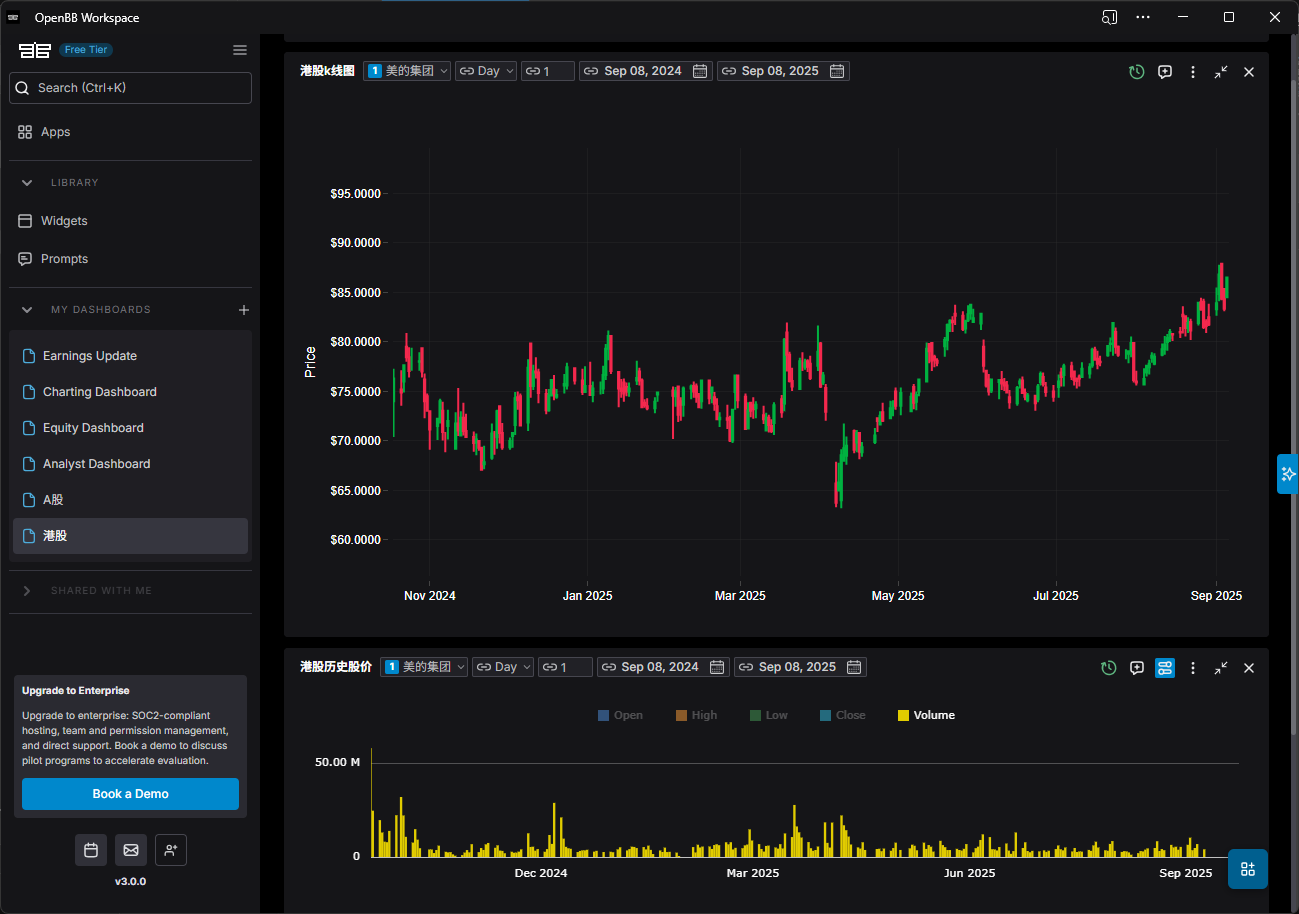 OpenBB Workspace
Free Tier
Search (Ctrl+K)
Apps
LIBRARY
Widgets
Prompts
MY DASHBOARDS
Earnings Update
Charting Dashboard
Equity Dashboard
Analyst Dashboard
A股
港股
SHARED WITH ME
Upgrade to Enterprise
Upgrade to enterprise: SOC2-compliant
hosting, team and permission management,
and direct support. Book a demo to discuss
pilot programs to accelerate evaluation.
Book a Demo
v3.0.0
港股k线图 1 美的集团 Day 1 Sep 08, 2024 Sep 08, 2025
$95.0000
$90.0000
$85.0000
$80.0000
$75.0000
$70.0000
$65.0000
$60.0000
Price
Nov 2024 Jan 2025 Mar 2025 May 2025 Jul 2025 Sep 2025
港股历史股价 1 美的集团 Day 1 Sep 08, 2024 Sep 08, 2025
Open High Low Close Volume
50.00 M
0
Dec 2024 Mar 2025 Jun 2025 Sep 2025